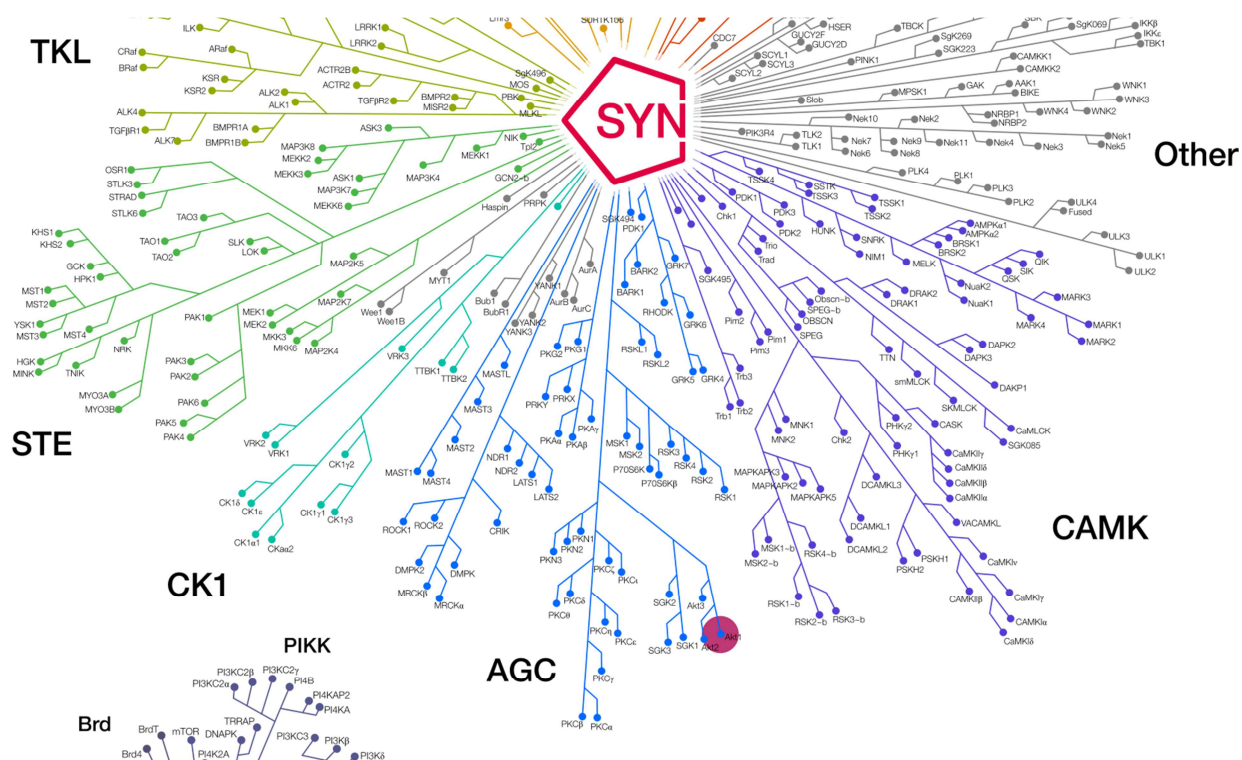 TKL
ILK
LRRK1
LRRK2
CRaf
BRaf
ARaf
KSR
KSR2
ACTR2B
ACTR2
TGFβR2
ALK2
ALK1
BMPR2
MISR2
SgK496
MOS
PBK
MLKL
ALK4
TGFβR1
ALK7
BMPR1A
BMPR1B
SYN
CDC7
HSER
GUCY2F
GUCY2D
SCYL1
SCYL3
SCYL2
TBCK
SgK269
SGK223
SgK069
IKKβ
IKKε
TBK1
PINK1
CAMKK1
CAMKK2
Slob
MPSK1
GAK
AAK1
BIKE
WNK1
WNK3
NRBP1
NRBP2
WNK4
WNK2
Nek10
Nek2
PIK3R4
TLK2
TLK1
Nek7
Nek6
Nek9
Nek8
Nek11
Nek4
Nek3
Nek1
Nek5
Other
PLK4
PLK1
PLK3
PLK2
ULK4
Fused
ULK3
ULK1
ULK2
ASK3
MAP3K8
MEKK2
MEKK3
ASK1
MAP3K7
MEKK6
MAP3K4
MEKK1
NIK
Tpl2
GCN2~b
Haspin
PRPK
OSR1
STLK3
STRAD
STLK6
TAO3
TAO1
TAO2
SLK
LOK
KHS1
KHS2
GCK
HPK1
MST1
MST2
YSK1
MST3
MST4
HGK
MINK
TNIK
NRK
MYO3A
MYO3B
PAK1
PAK3
PAK2
PAK6
PAK5
PAK4
MAP2K5
MAP2K7
MEK1
MEK2
MKK3
MKK6
MAP2K4
STE
MYT1
Wee1
Wee1B
Bub1
BubR1
AurA
AurB
AurC
YANK1
YANK2
YANK3
VRK3
TTBK1
TTBK2
VRK2
VRK1
CK1γ2
CK1δ
CK1ε
CK1γ1
CK1γ3
CK1α1
CKaα2
CK1
SGK494
PDK1
BARK2
BARK1
GRK7
RHODK
GRK6
GRK5
GRK4
RSKL1
RSKL2
PKG2
PKG1
MASTL
MAST3
MAST2
MAST1
MAST4
PRKY
PRKX
PKAγ
PKAα
PKAβ
NDR1
NDR2
LATS1
LATS2
ROCK1
ROCK2
CRIK
DMPK2
DMPK
MRCKβ
MRCKα
MSK1
MSK2
P70S6K
P70S6Kβ
RSK3
RSK4
RSK2
RSK1
PKN1
PKN2
PKN3
PKCζ
PKCι
PKCδ
PKCθ
PKCη
PKCε
PKCγ
PKCβ
PKCα
SGK2
SGK3
SGK1
Akt3
Akt2
Akt1
AGC
TSSK4
SSTK
TSSK3
TSSK1
TSSK2
Chk1
PDK1
PDK3
PDK2
HUNK
SNRK
NIM1
MELK
AMPKα1
AMPKα2
BRSK1
BRSK2
QIK
SIK
QSK
NuaK2
NuaK1
MARK3
MARK4
MARK1
MARK2
Trio
Trad
SGK495
Pim2
Pim1
Pim3
Obscn~b
SPEG~b
OBSCN
SPEG
DRAK2
DRAK1
DAPK2
DAPK3
DAKP1
TTN
smMLCK
SKMLCK
CaMLCK
SGK085
Trb3
Trb1
Trb2
MNK1
MNK2
Chk2
PHKγ2
PHKγ1
CASK
CaMKIIγ
CaMKIIδ
CaMKIIβ
CaMKIIα
MAPKAPK3
MAPKAPK2
MAPKAPK5
DCAMKL3
DCAMKL1
DCAMKL2
VACAMKL
PSKH1
PSKH2
CaMKIv
CAMKIIβ
CaMKIγ
CAMKIα
CaMKIδ
MSK1~b
MSK2~b
RSK4~b
RSK1~b
RSK2~b
RSK3~b
CAMK
PIKK
PI3KC2β
PI3KC2γ
PI3KC2α
PI4B
PI4KAP2
PI4KA
Brd
BrdT
Brd4
mTOR
TRRAP
DNAPK
PI4K2A
PI3KC3
PI3Kβ
PI3Kδ